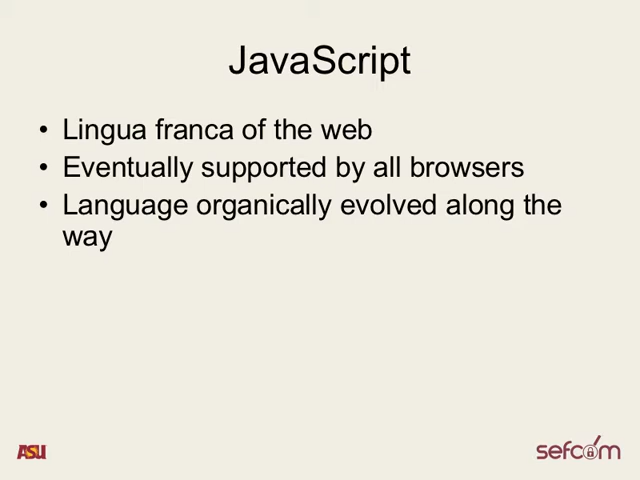 JavaScript
• Lingua franca of the web
• Eventually supported by all browsers
• Language organically evolved along the
way
ASU
sefcom